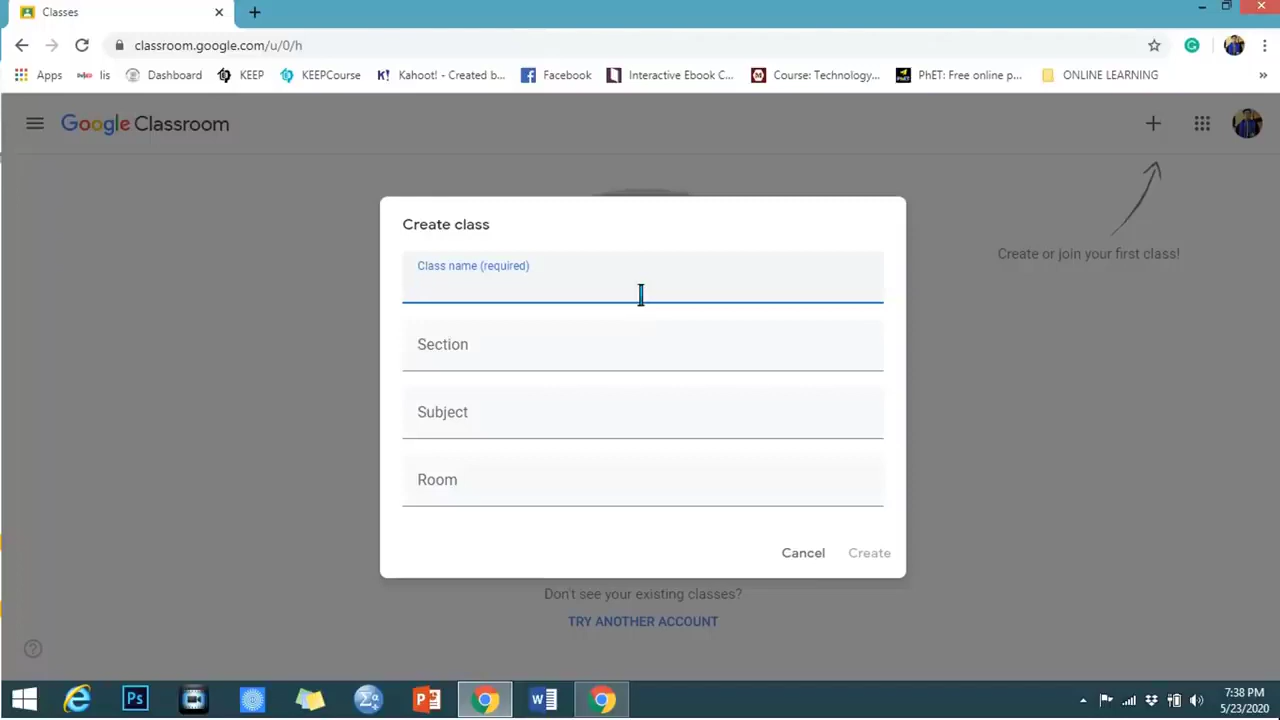 Classes
classroom.google.com/u/0/h
Apps
lis
Dashboard
KEEP
KEEPCourse
Kahoot! - Created b...
Facebook
Interactive Ebook C...
Course: Technology...
PhET: Free online p...
ONLINE LEARNING
Google Classroom
Create or join your first class!
Create class
Class name (required)
Section
Subject
Room
Cancel
Create
Don't see your existing classes?
TRY ANOTHER ACCOUNT
7:38 PM
5/23/2020